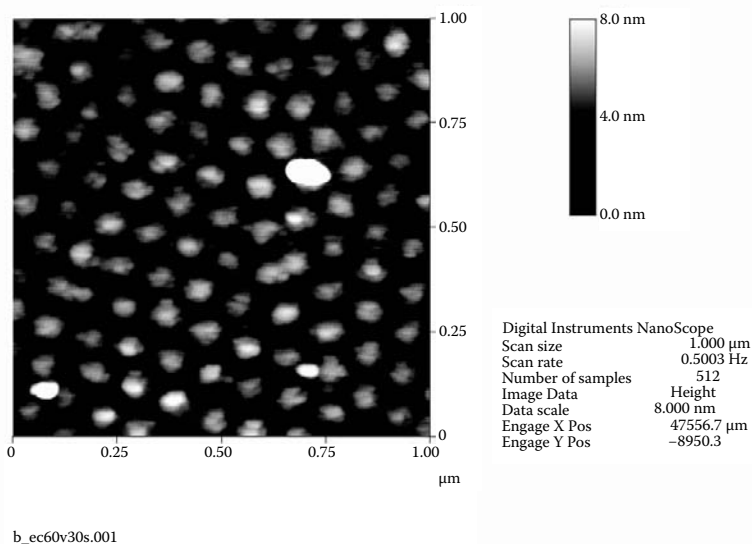 1.00
0.75
0.50
0.25
0
0 0.25 0.50 0.75 1.00
μm
8.0 nm
4.0 nm
0.0 nm
Digital Instruments NanoScope
Scan size 1.000 μm
Scan rate 0.5003 Hz
Number of samples 512
Image Data Height
Data scale 8.000 nm
Engage X Pos 47556.7 μm
Engage Y Pos −8950.3
b_ec60v30s.001